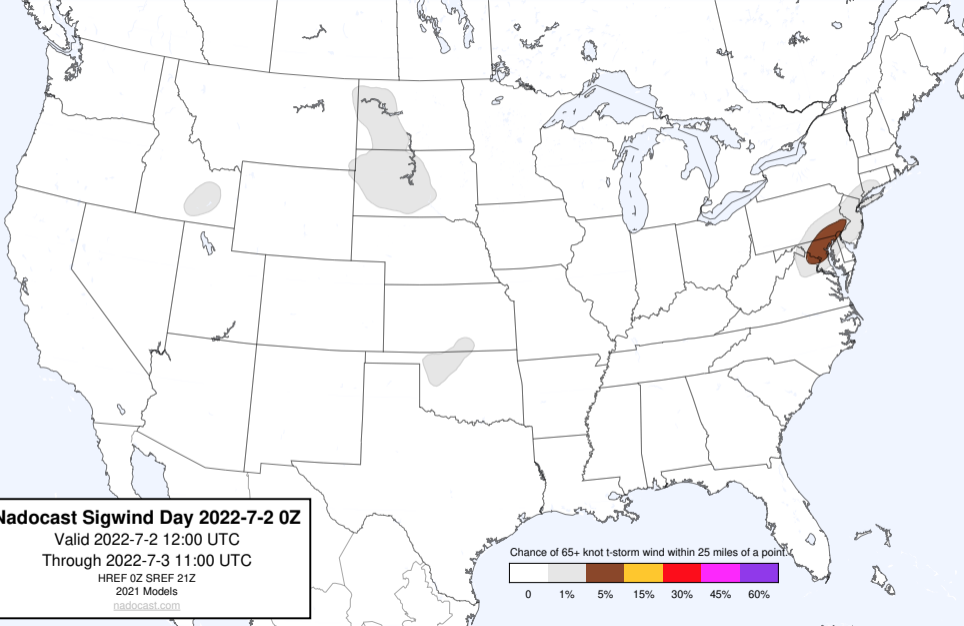 Nadocast Sigwind Day 2022-7-2 0Z
Valid 2022-7-2 12:00 UTC
Through 2022-7-3 11:00 UTC
HREF 0Z SREF 21Z
2021 Models
nadocast.com
Chance of 65+ knot t-storm wind within 25 miles of a point.
0 1% 5% 15% 30% 45% 60%